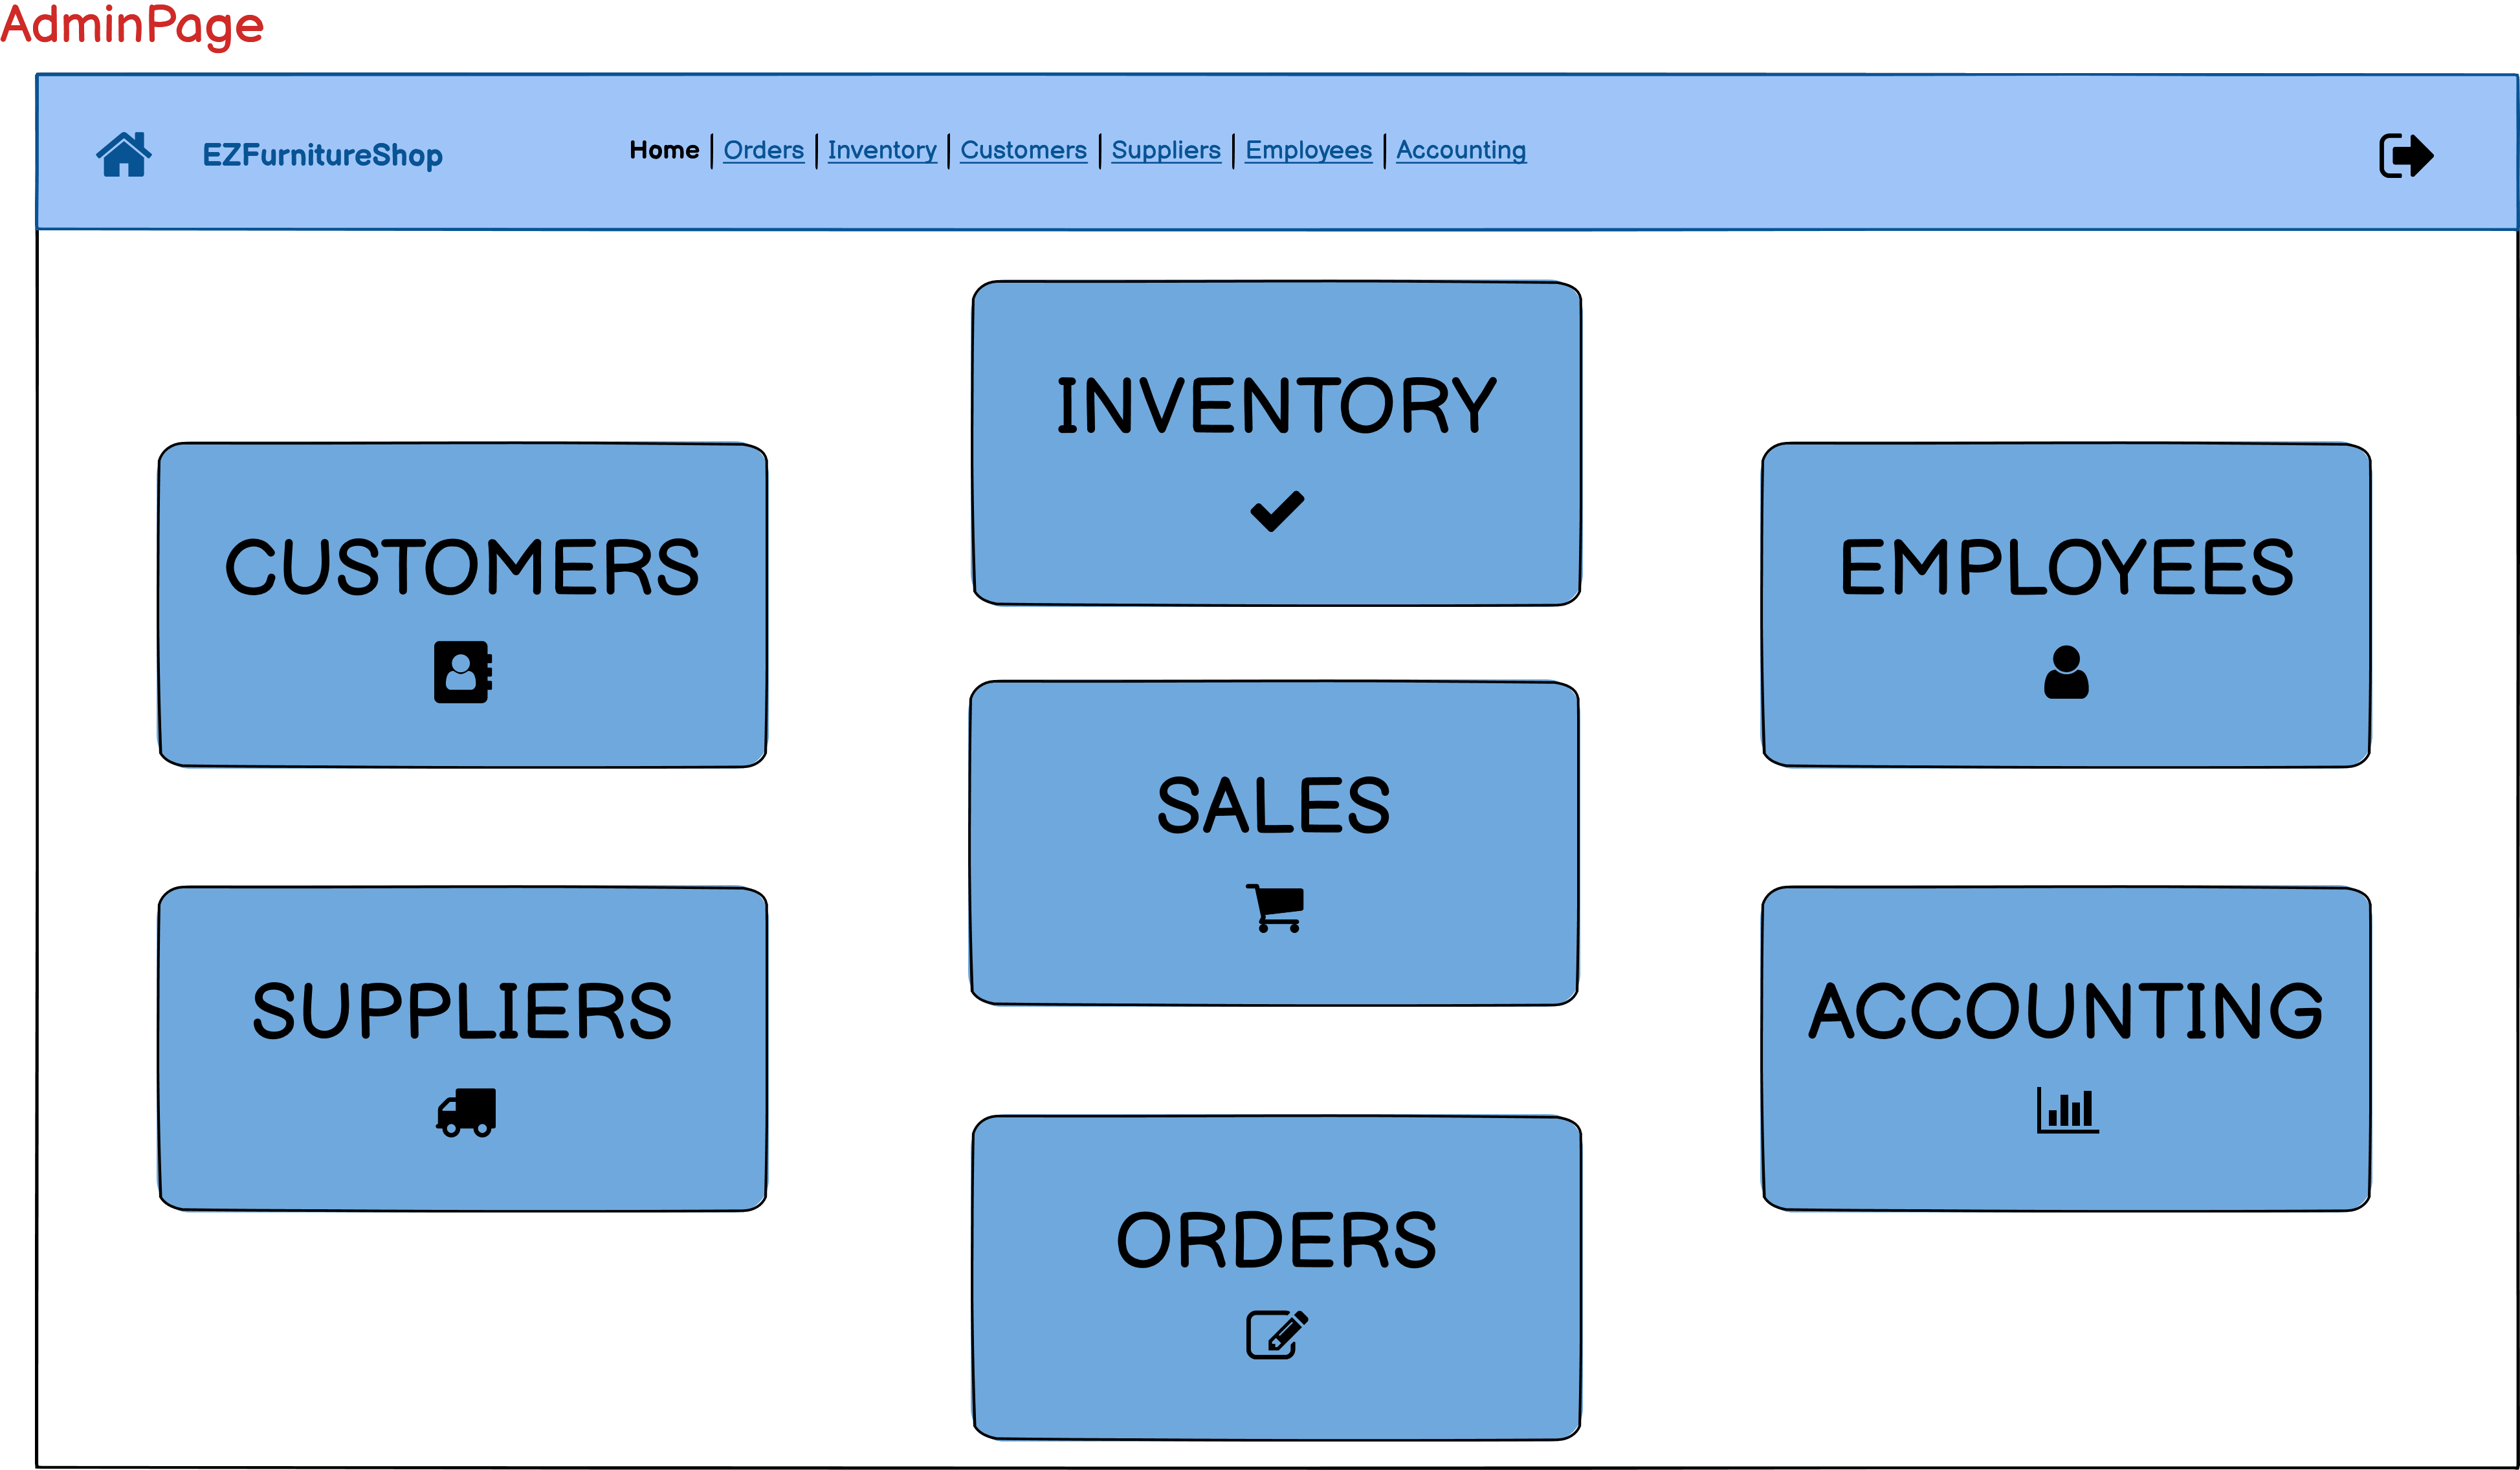 AdminPage
EZFurnitureShop
Home | Orders | Inventory | Customers | Suppliers | Employees | Accounting
INVENTORY
CUSTOMERS
EMPLOYEES
SALES
SUPPLIERS
ACCOUNTING
ORDERS